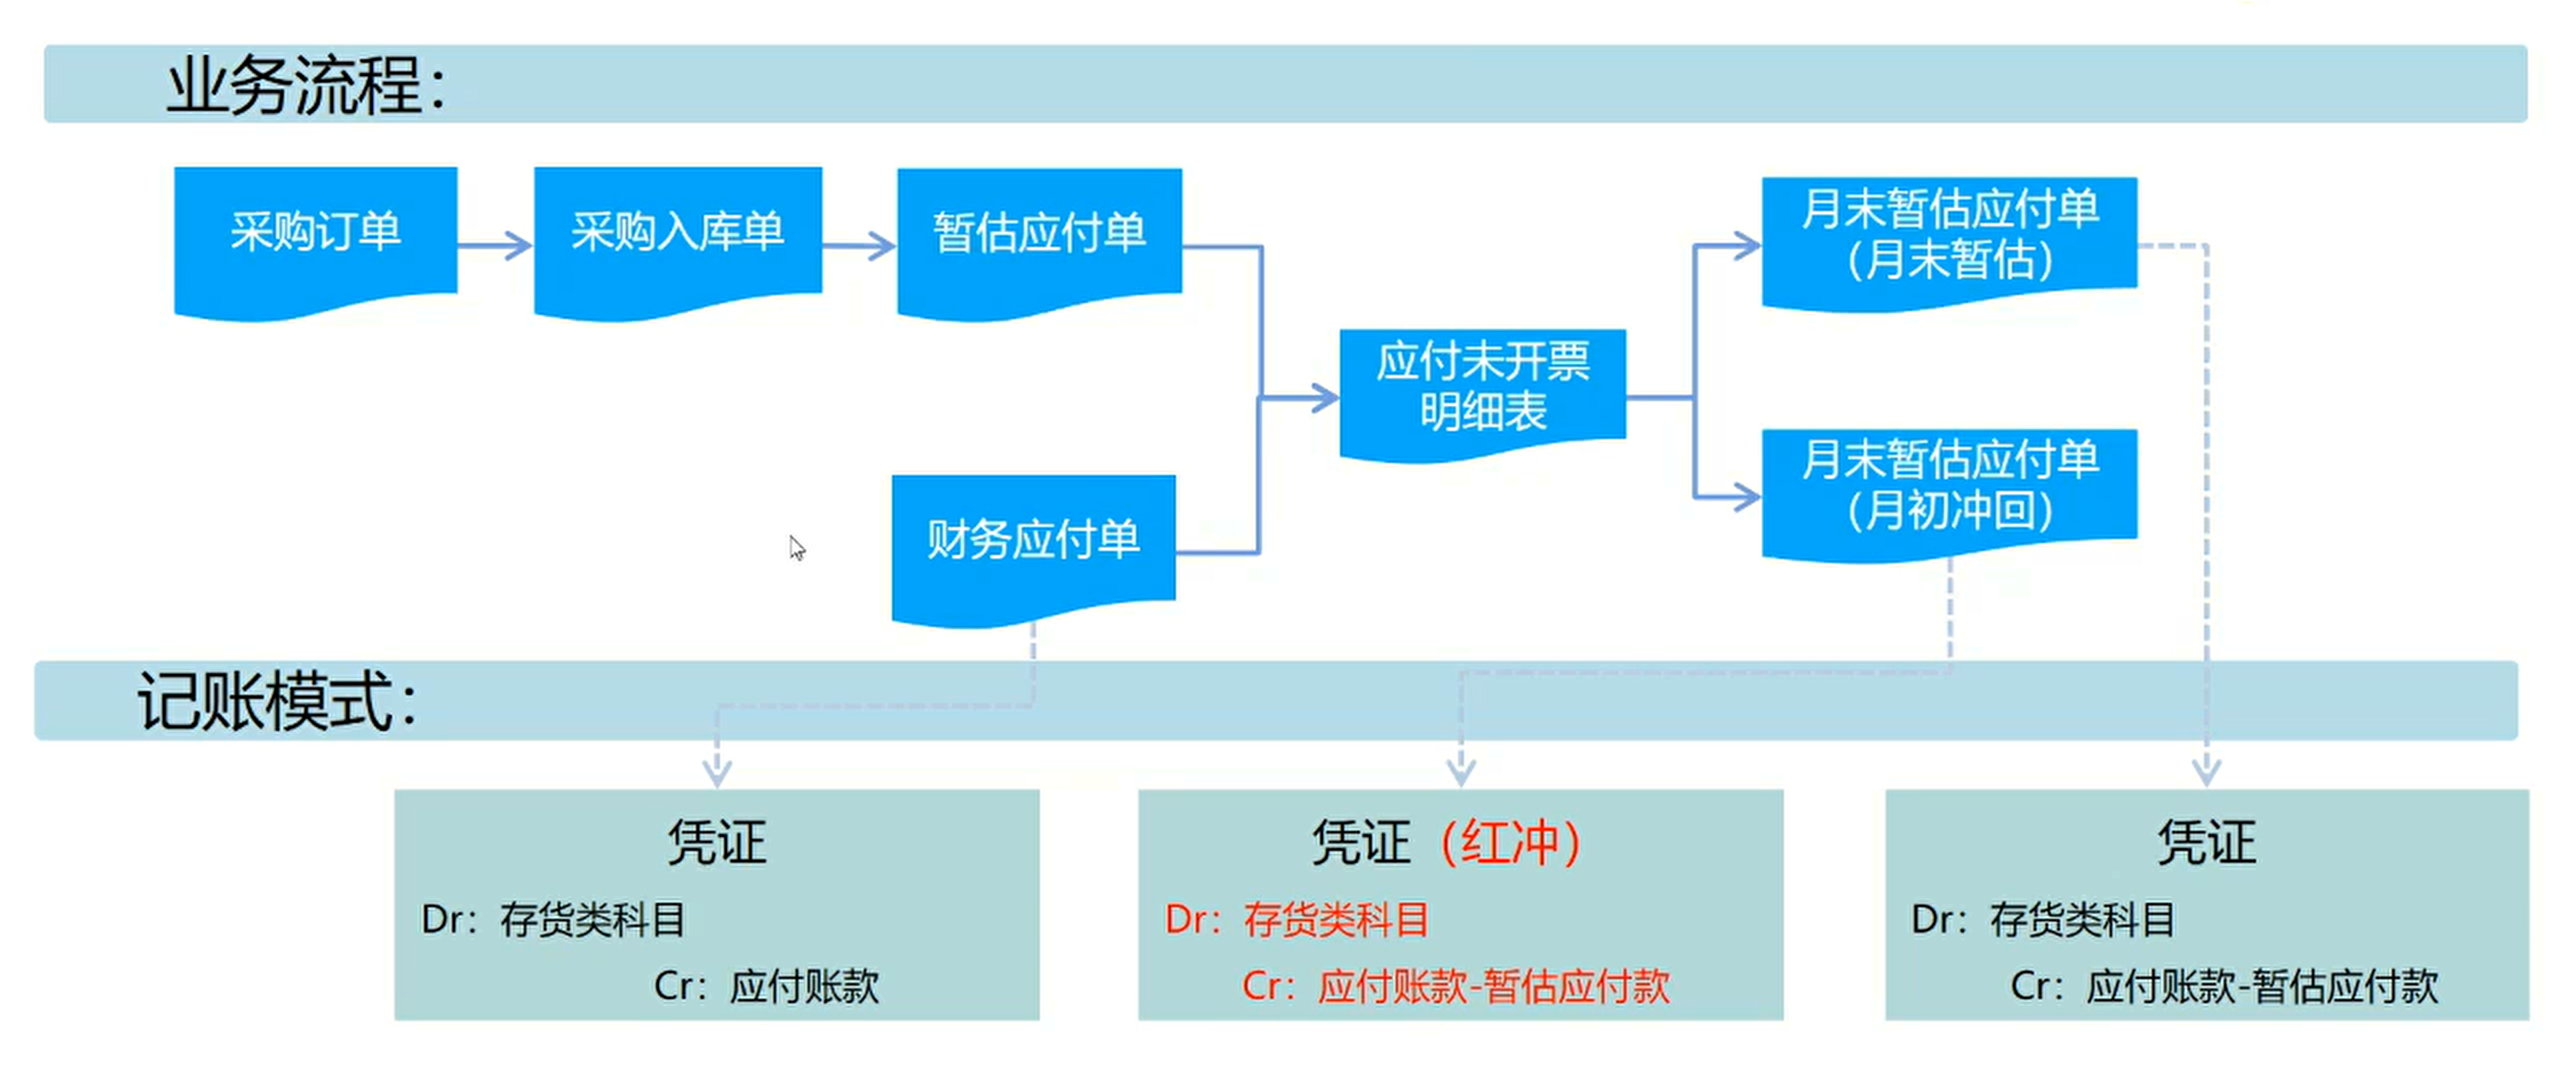 业务流程：
采购订单
采购入库单
暂估应付单
月末暂估应付单
（月末暂估）
应付未开票
明细表
月末暂估应付单
（月初冲回）
财务应付单
记账模式：
凭证
Dr：存货类科目
Cr：应付账款
凭证（红冲）
Dr：存货类科目
Cr：应付账款-暂估应付款
凭证
Dr：存货类科目
Cr：应付账款-暂估应付款